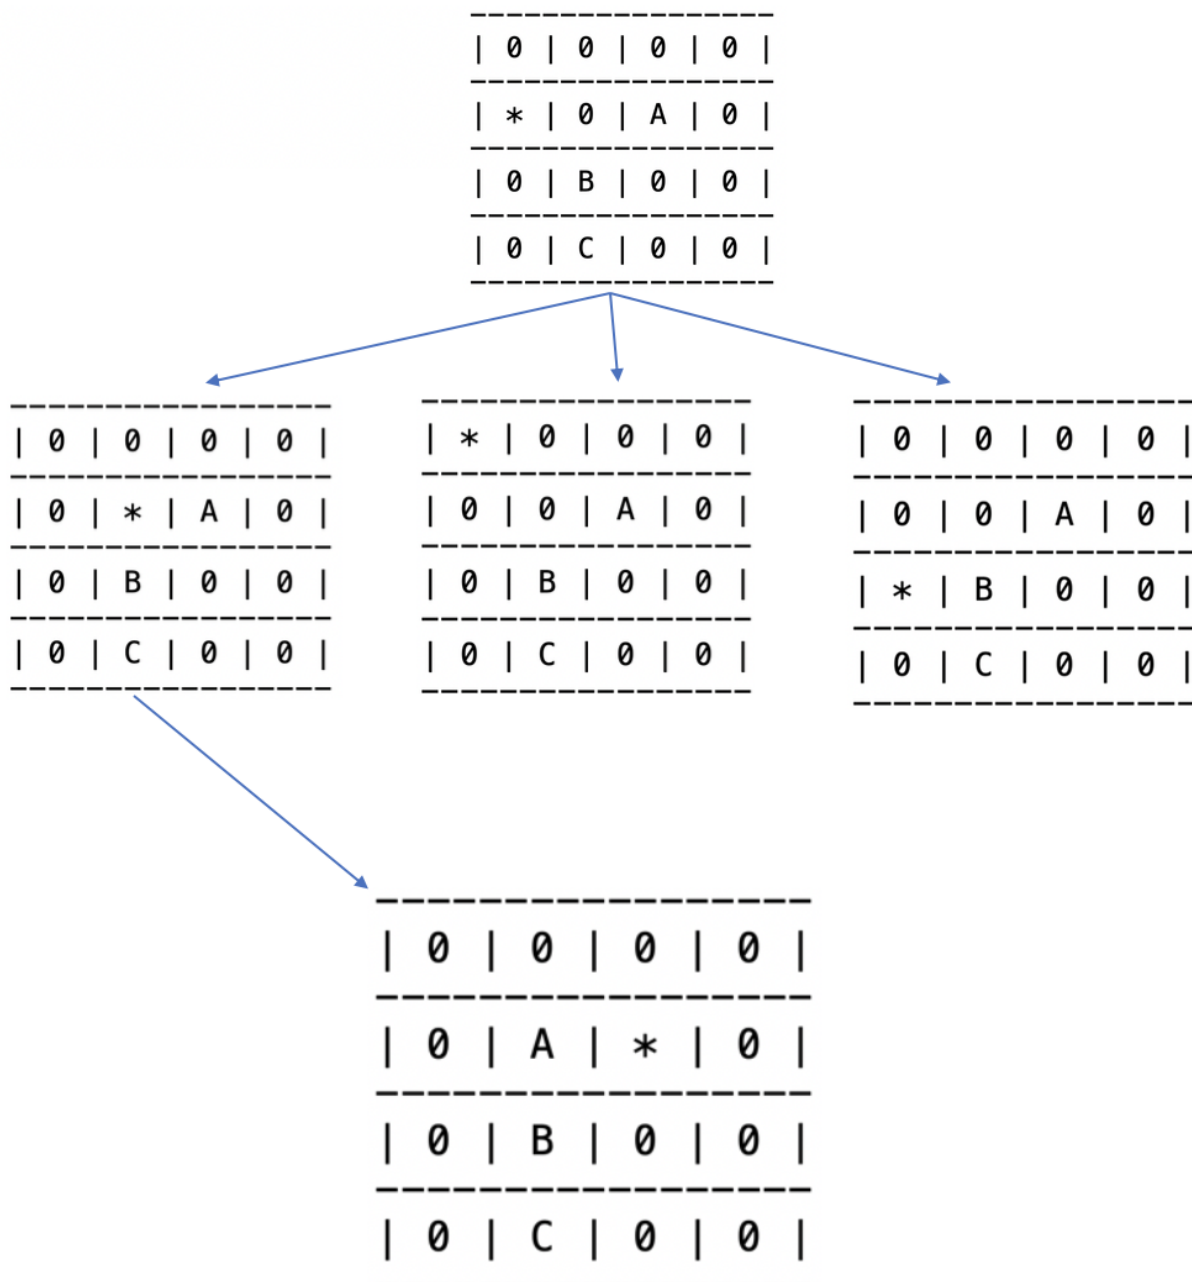 -----------------
| 0 | 0 | 0 | 0 |
-----------------
| * | 0 | A | 0 |
-----------------
| 0 | B | 0 | 0 |
-----------------
| 0 | C | 0 | 0 |
-----------------
-----------------
| 0 | 0 | 0 | 0 |
-----------------
| 0 | * | A | 0 |
-----------------
| 0 | B | 0 | 0 |
-----------------
| 0 | C | 0 | 0 |
-----------------
-----------------
| * | 0 | 0 | 0 |
-----------------
| 0 | 0 | A | 0 |
-----------------
| 0 | B | 0 | 0 |
-----------------
| 0 | C | 0 | 0 |
-----------------
-----------------
| 0 | 0 | 0 | 0 |
-----------------
| 0 | 0 | A | 0 |
-----------------
| * | B | 0 | 0 |
-----------------
| 0 | C | 0 | 0 |
-----------------
-----------------
| 0 | 0 | 0 | 0 |
-----------------
| 0 | A | * | 0 |
-----------------
| 0 | B | 0 | 0 |
-----------------
| 0 | C | 0 | 0 |